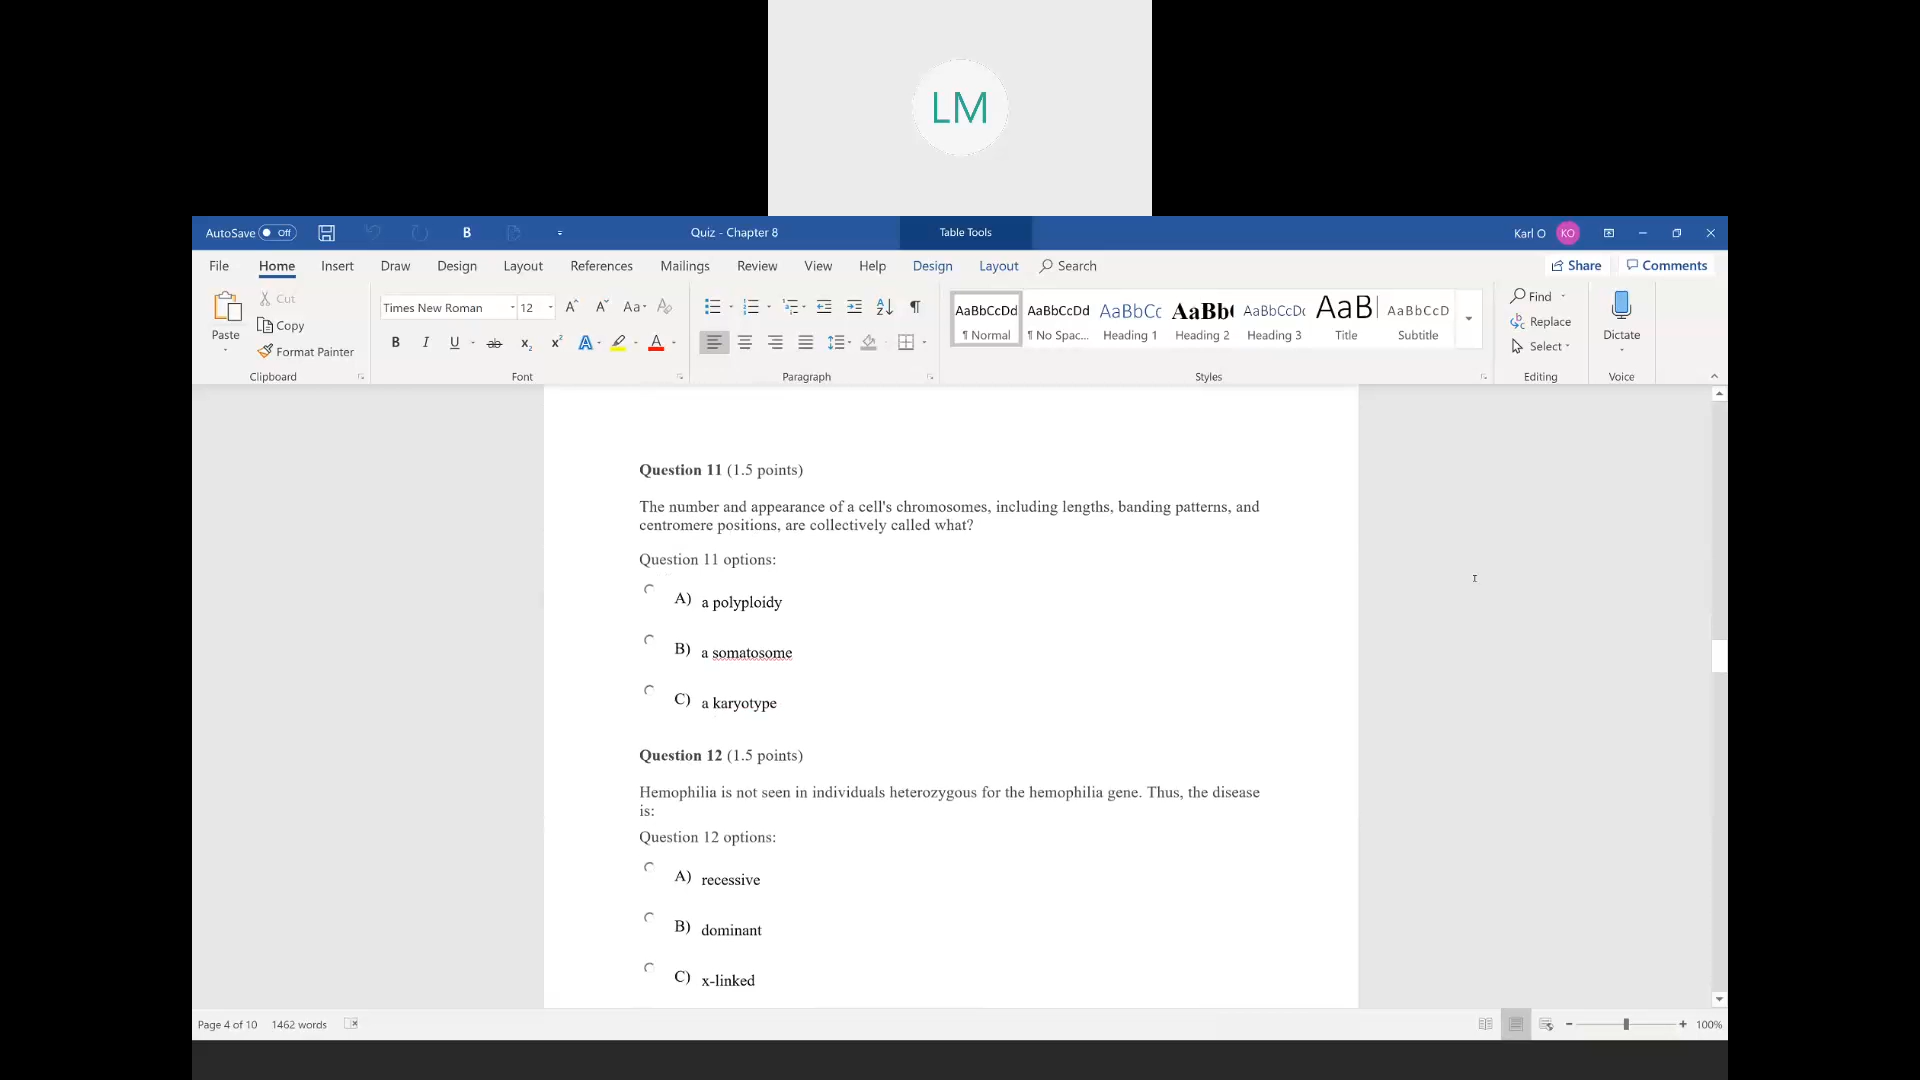 LM
AutoSave Off B Quiz - Chapter 8 Table Tools Karl O KO
File Home Insert Draw Design Layout References Mailings Review View Help Design Layout Search Share Comments
Paste Cut Copy Format Painter
Clipboard
Times New Roman 12 Aa
B I U ab x₂ x² A A
Font
Paragraph
AaBbCcDd AaBbCcDd AaBbCc AaBb( AaBbCcDc AaB AaBbCcD
¶ Normal ¶ No Spac... Heading 1 Heading 2 Heading 3 Title Subtitle
Styles
Find
Replace
Select
Editing
Dictate
Voice
Question 11 (1.5 points)
The number and appearance of a cell's chromosomes, including lengths, banding patterns, and
centromere positions, are collectively called what?
Question 11 options:
A) a polyploidy
B) a somatosome
C) a karyotype
Question 12 (1.5 points)
Hemophilia is not seen in individuals heterozygous for the hemophilia gene. Thus, the disease
is:
Question 12 options:
A) recessive
B) dominant
C) x-linked
Page 4 of 10 1462 words 100%